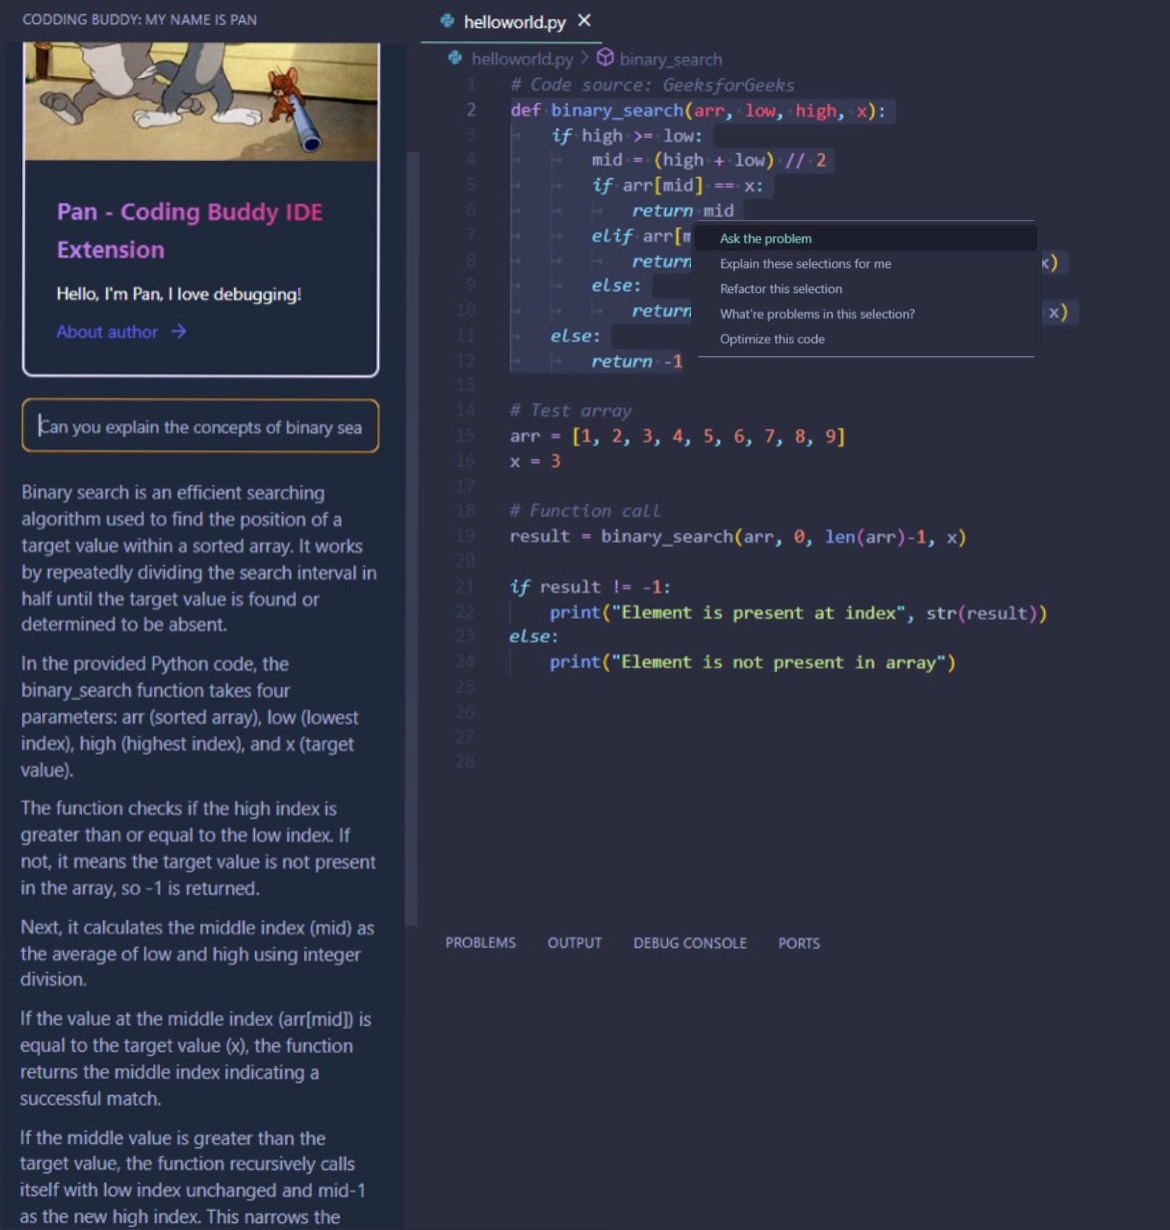 CODDING BUDDY: MY NAME IS PAN
Pan - Coding Buddy IDE
Extension
Hello, I'm Pan, I love debugging!
About author →
Can you explain the concepts of binary sea
Binary search is an efficient searching
algorithm used to find the position of a
target value within a sorted array. It works
by repeatedly dividing the search interval in
half until the target value is found or
determined to be absent.
In the provided Python code, the
binary_search function takes four
parameters: arr (sorted array), low (lowest
index), high (highest index), and x (target
value).
The function checks if the high index is
greater than or equal to the low index. If
not, it means the target value is not present
in the array, so -1 is returned.
Next, it calculates the middle index (mid) as
the average of low and high using integer
division.
If the value at the middle index (arr[mid]) is
equal to the target value (x), the function
returns the middle index indicating a
successful match.
If the middle value is greater than the
target value, the function recursively calls
itself with low index unchanged and mid-1
as the new high index. This narrows the
helloworld.py ×
helloworld.py > binary_search
1 # Code source: GeeksforGeeks
2 def binary_search(arr, low, high, x):
3 if high >= low:
4 mid = (high + low) // 2
5 if arr[mid] == x:
6 return mid
7 elif arr[m
8 return x)
9 else:
10 return x)
11 else:
12 return -1
13
14 # Test array
15 arr = [1, 2, 3, 4, 5, 6, 7, 8, 9]
16 x = 3
17
18 # Function call
19 result = binary_search(arr, 0, len(arr)-1, x)
20
21 if result != -1:
22 print("Element is present at index", str(result))
23 else:
24 print("Element is not present in array")
25
26
27
28
Ask the problem
Explain these selections for me
Refactor this selection
What're problems in this selection?
Optimize this code
PROBLEMS OUTPUT DEBUG CONSOLE PORTS